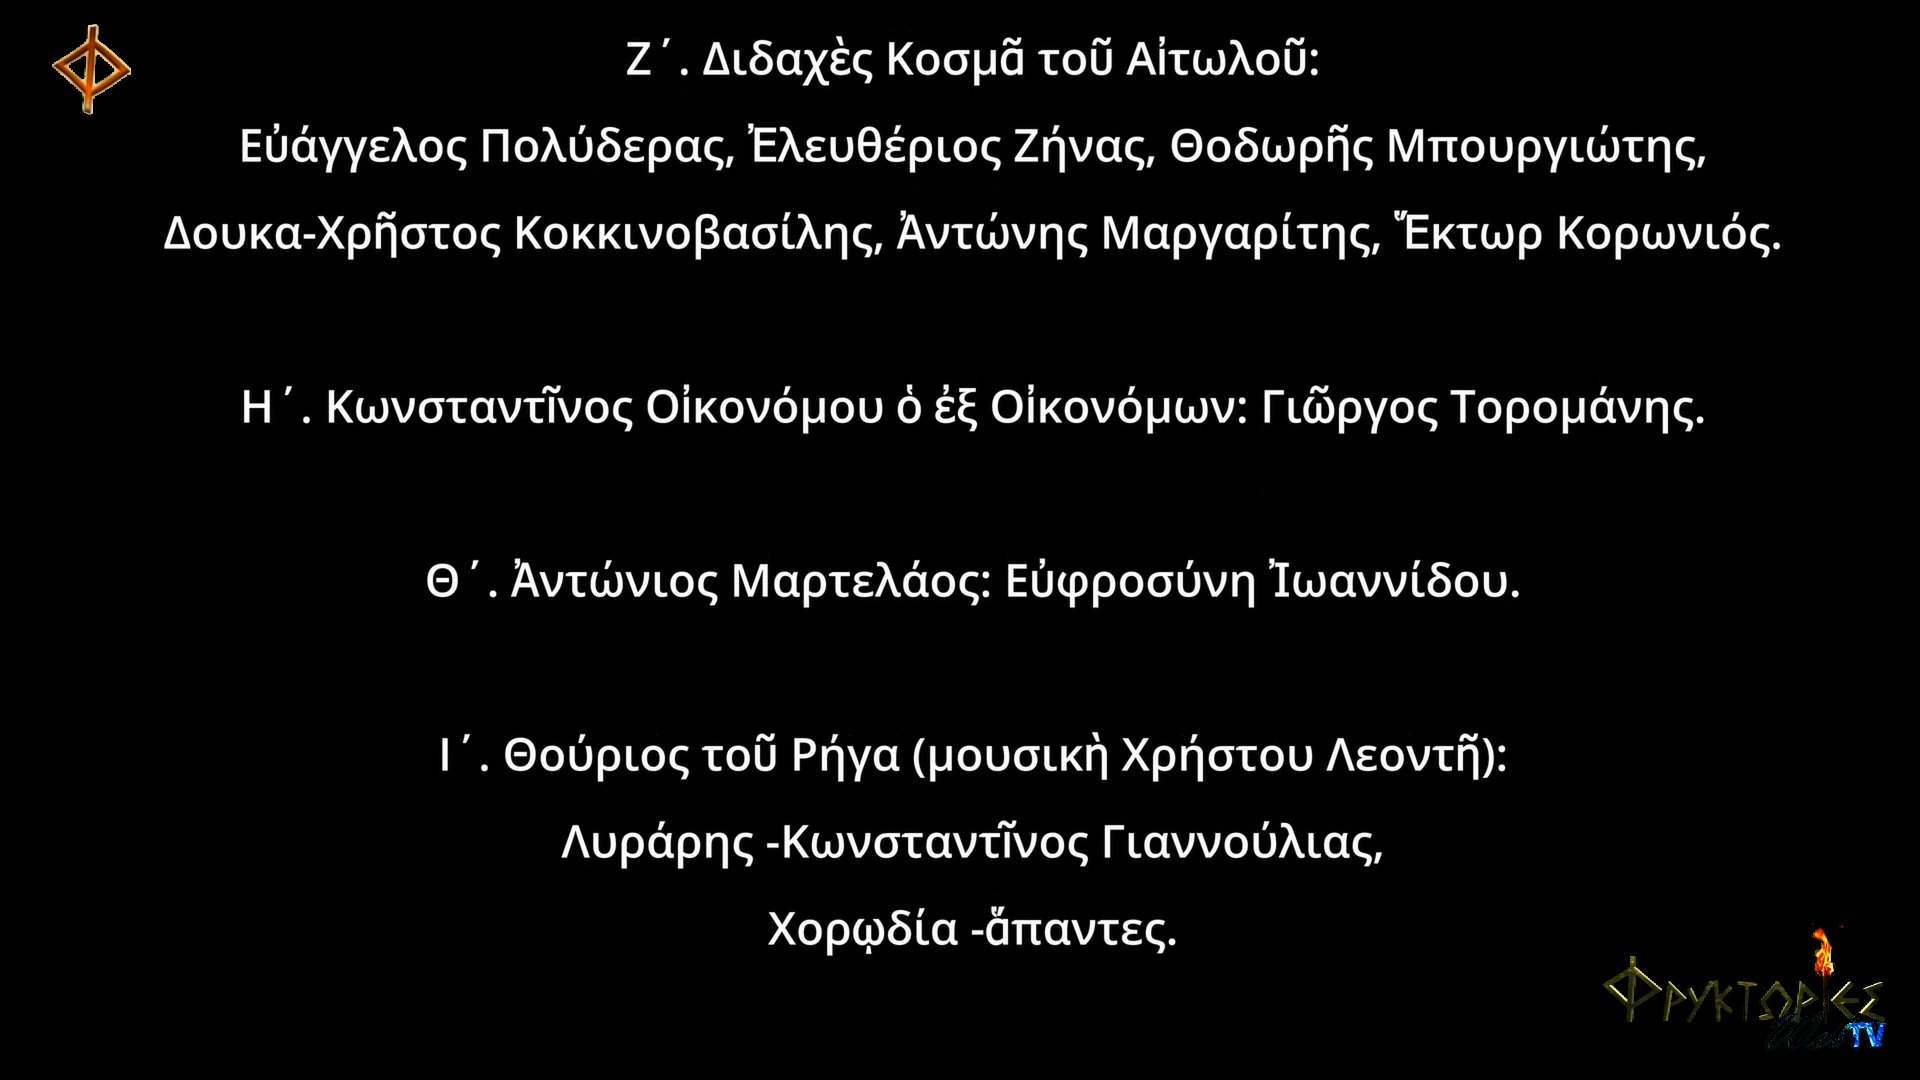 Ζ΄. Διδαχὲς Κοσμᾶ τοῦ Αἰτωλοῦ:
Εὐάγγελος Πολύδερας, Ἐλευθέριος Ζήνας, Θοδωρῆς Μπουργιώτης,
Δουκα-Χρῆστος Κοκκινοβασίλης, Ἀντώνης Μαργαρίτης, Ἕκτωρ Κορωνιός.
Η΄. Κωνσταντῖνος Οἰκονόμου ὁ ἐξ Οἰκονόμων: Γιῶργος Τορομάνης.
Θ΄. Ἀντώνιος Μαρτελάος: Εὐφροσύνη Ἰωαννίδου.
Ι΄. Θούριος τοῦ Ρήγα (μουσικὴ Χρήστου Λεοντῆ):
Λυράρης -Κωνσταντῖνος Γιαννούλιας,
Χορῳδία -ἅπαντες.
Φρυκτωρίες
Web TV